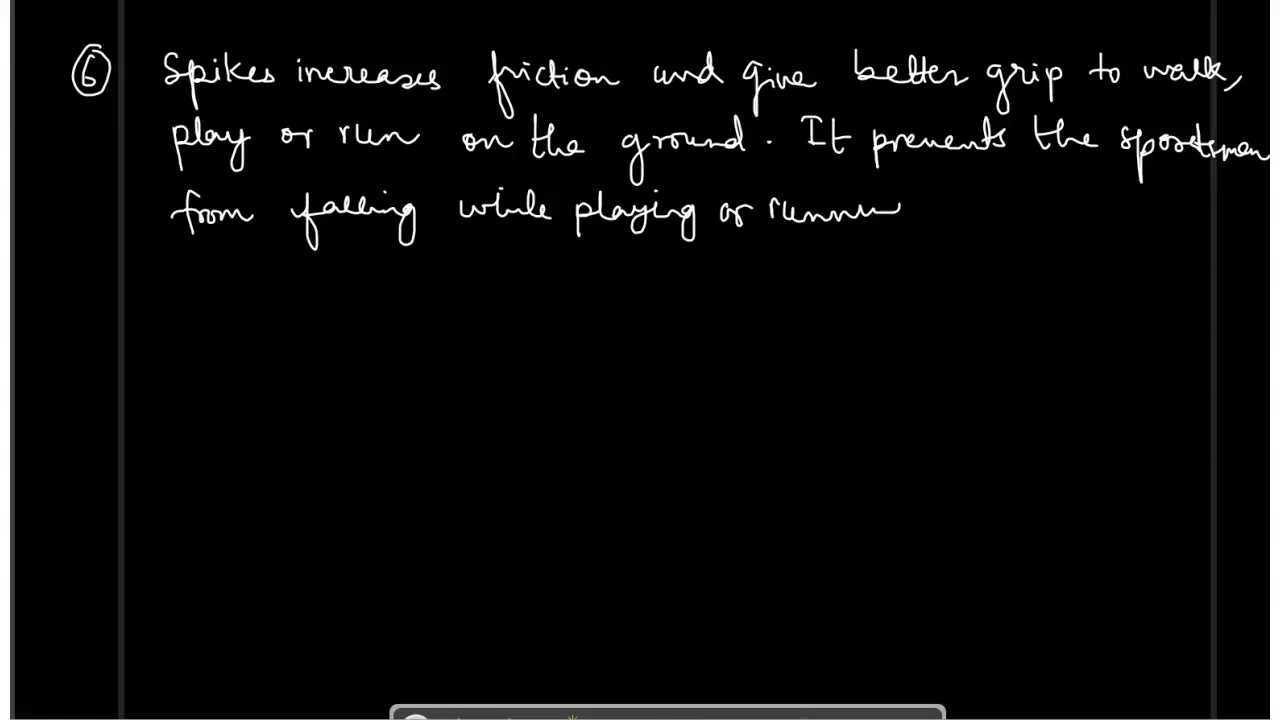 6 Spikes increases friction and give better grip to walk,
play or run on the ground. It prevents the sportsmen
from falling while playing or